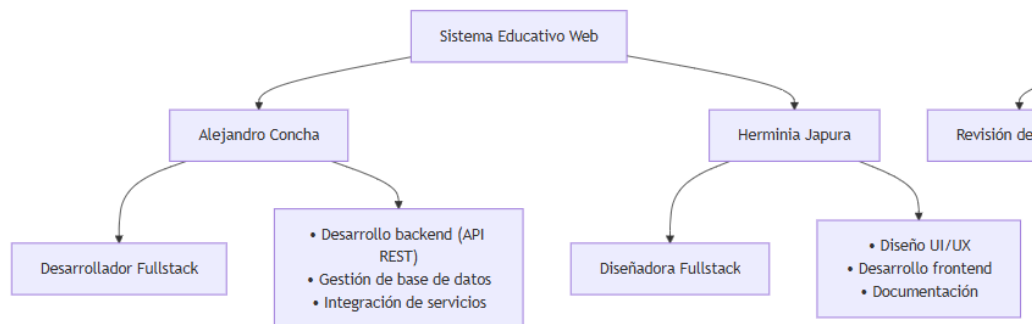 Sistema Educativo Web
Alejandro Concha
Herminia Japura
Revisión de
Desarrollador Fullstack
• Desarrollo backend (API
REST)
• Gestión de base de datos
• Integración de servicios
Diseñadora Fullstack
• Diseño UI/UX
• Desarrollo frontend
• Documentación